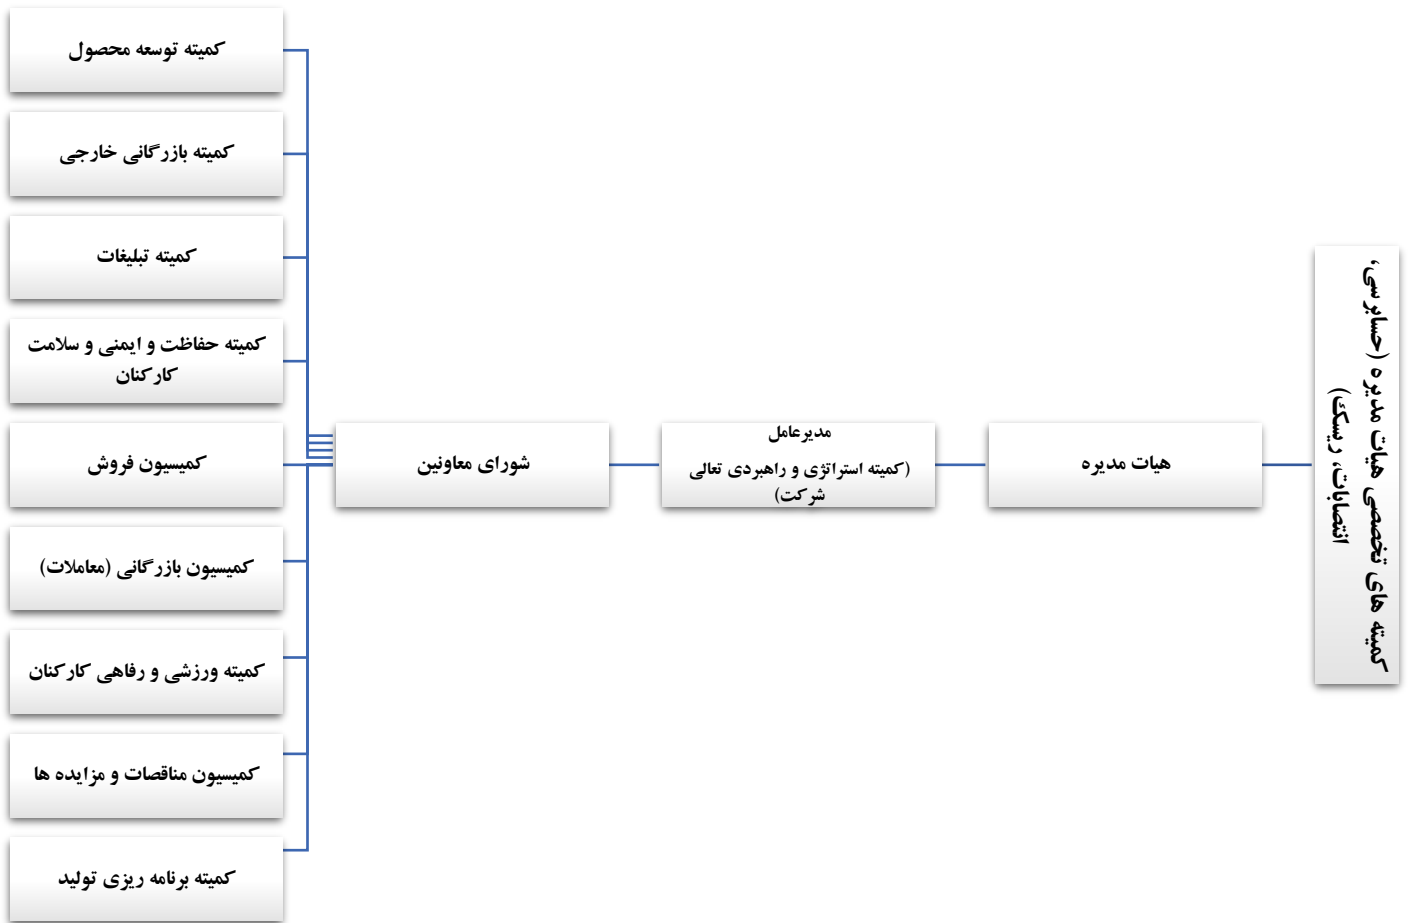 کمیته های تخصصی هیات مدیره (حسابرسی،
انتصابات، ریسک)
هیات مدیره
مدیرعامل
(کمیته استراتژی و راهبردی تعالی
شرکت)
شورای معاونین
کمیته توسعه محصول
کمیته بازرگانی خارجی
کمیته تبلیغات
کمیته حفاظت و ایمنی و سلامت
کارکنان
کمیسیون فروش
کمیسیون بازرگانی (معاملات)
کمیته ورزشی و رفاهی کارکنان
کمیسیون مناقصات و مزایده ها
کمیته برنامه ریزی تولید